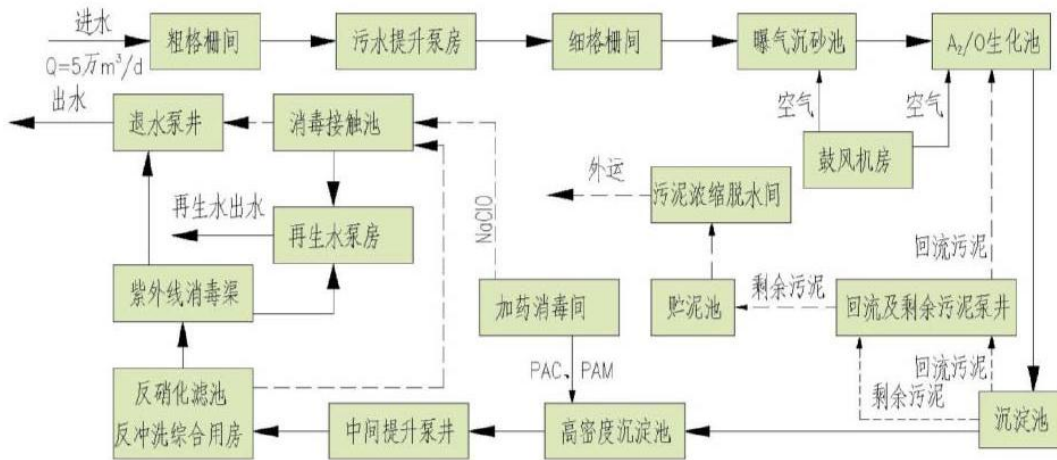 进水
粗格栅间
污水提升泵房
细格栅间
曝气沉砂池
A₂/O生化池
Q=5万m³/d
空气
空气
出水
退水泵井
消毒接触池
鼓风机房
外运
污泥浓缩脱水间
再生水出水
再生水泵房
NaClO
回流污泥
紫外线消毒渠
加药消毒间
贮泥池
剩余污泥
回流及剩余污泥泵井
PAC、PAM
回流污泥
剩余污泥
反硝化滤池
反冲洗综合用房
中间提升泵井
高密度沉淀池
沉淀池